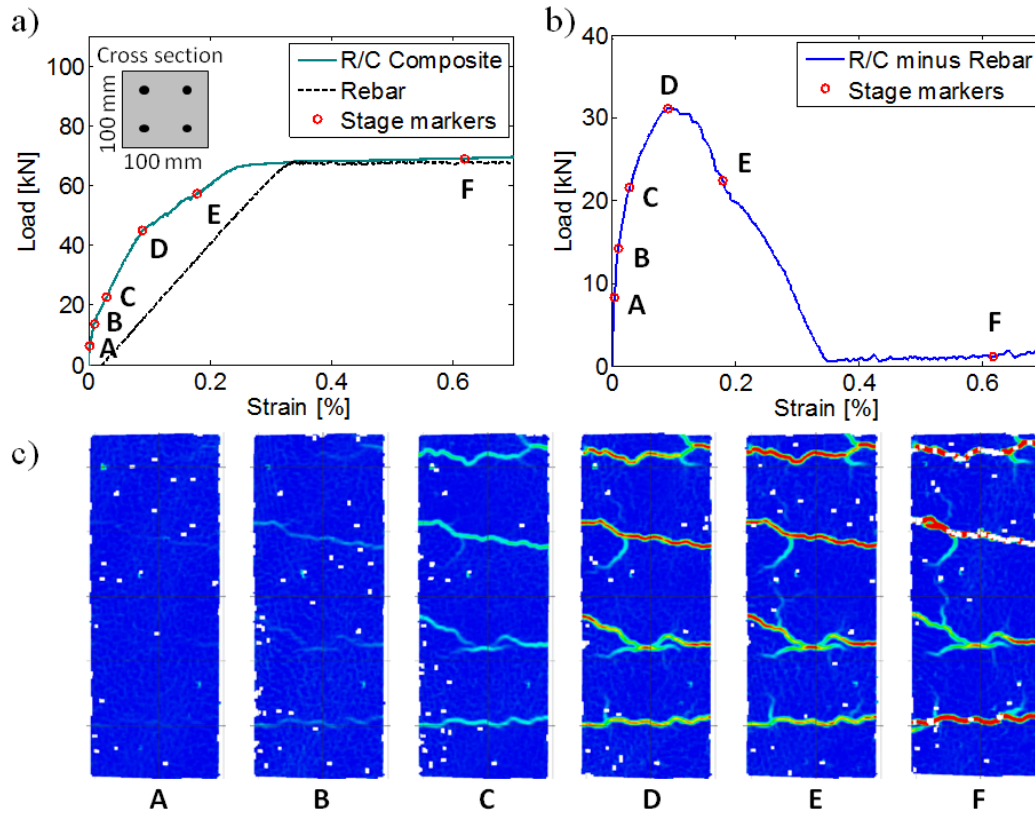 a)
Cross section
100 mm
100 mm
R/C Composite
Rebar
Stage markers
100
80
60
40
20
0
Load [kN]
A
B
C
D
E
F
0
0.2
0.4
0.6
Strain [%]
b)
R/C minus Rebar
Stage markers
40
30
20
10
0
Load [kN]
A
B
C
D
E
F
0
0.2
0.4
0.6
Strain [%]
c)
A
B
C
D
E
F